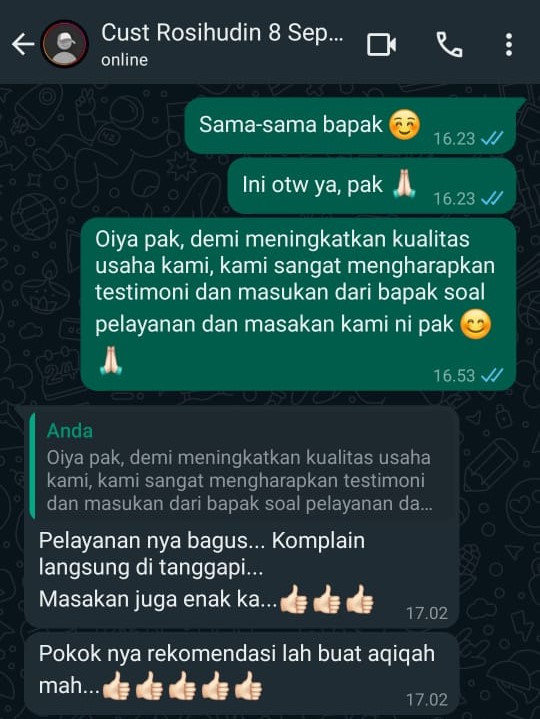 Cust Rosihudin 8 Sep...
online
Sama-sama bapak ☺️
16.23
Ini otw ya, pak 🙏🏻
16.23
Oiya pak, demi meningkatkan kualitas
usaha kami, kami sangat mengharapkan
testimoni dan masukan dari bapak soal
pelayanan dan masakan kami ni pak 😊
🙏🏻
16.53
Anda
Oiya pak, demi meningkatkan kualitas usaha
kami, kami sangat mengharapkan testimoni
dan masukan dari bapak soal pelayanan da...
Pelayanan nya bagus... Komplain
langsung di tanggapi...
Masakan juga enak ka...👍🏻👍🏻👍🏻
17.02
Pokok nya rekomendasi lah buat aqiqah
mah...👍🏻👍🏻👍🏻👍🏻👍🏻
17.02